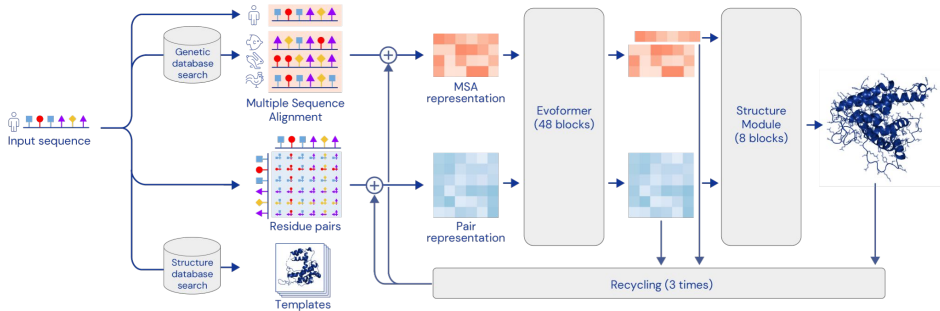 Input sequence
Genetic
database
search
Structure
database
search
Multiple Sequence
Alignment
Residue pairs
Templates
MSA
representation
Pair
representation
Evoformer
(48 blocks)
Structure
Module
(8 blocks)
Recycling (3 times)